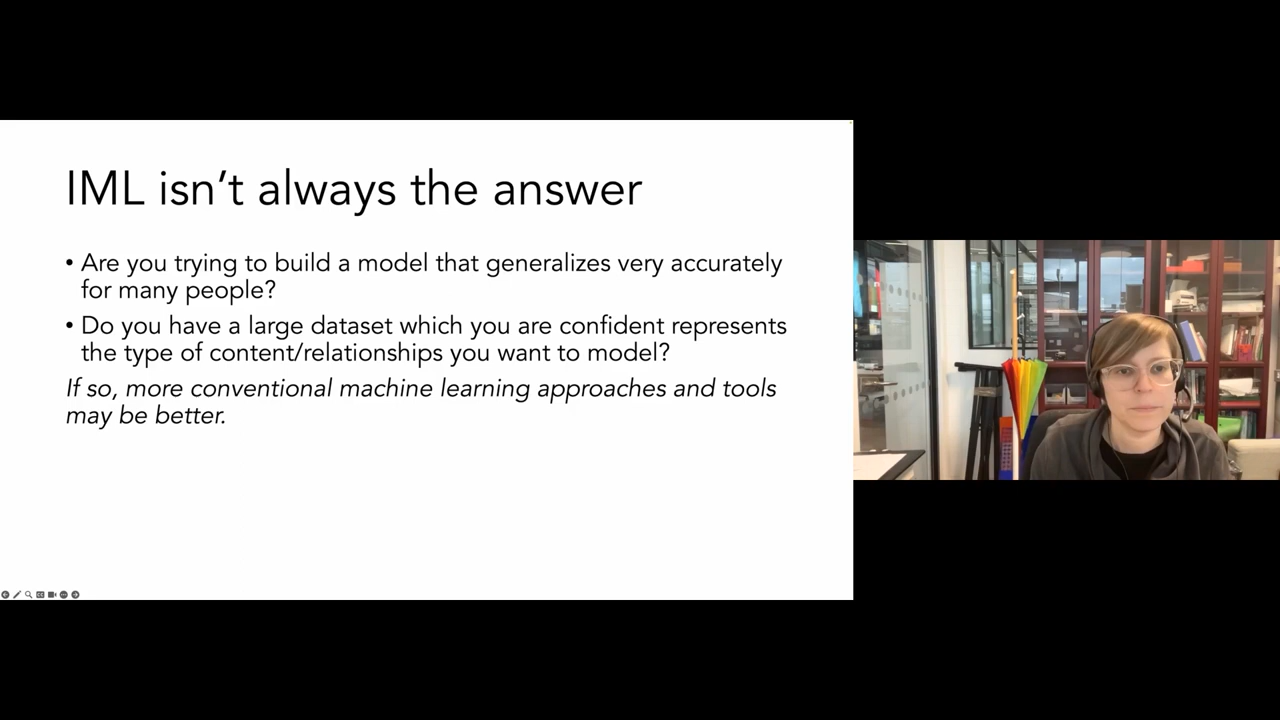 IML isn’t always the answer
• Are you trying to build a model that generalizes very accurately
for many people?
• Do you have a large dataset which you are confident represents
the type of content/relationships you want to model?
If so, more conventional machine learning approaches and tools
may be better.